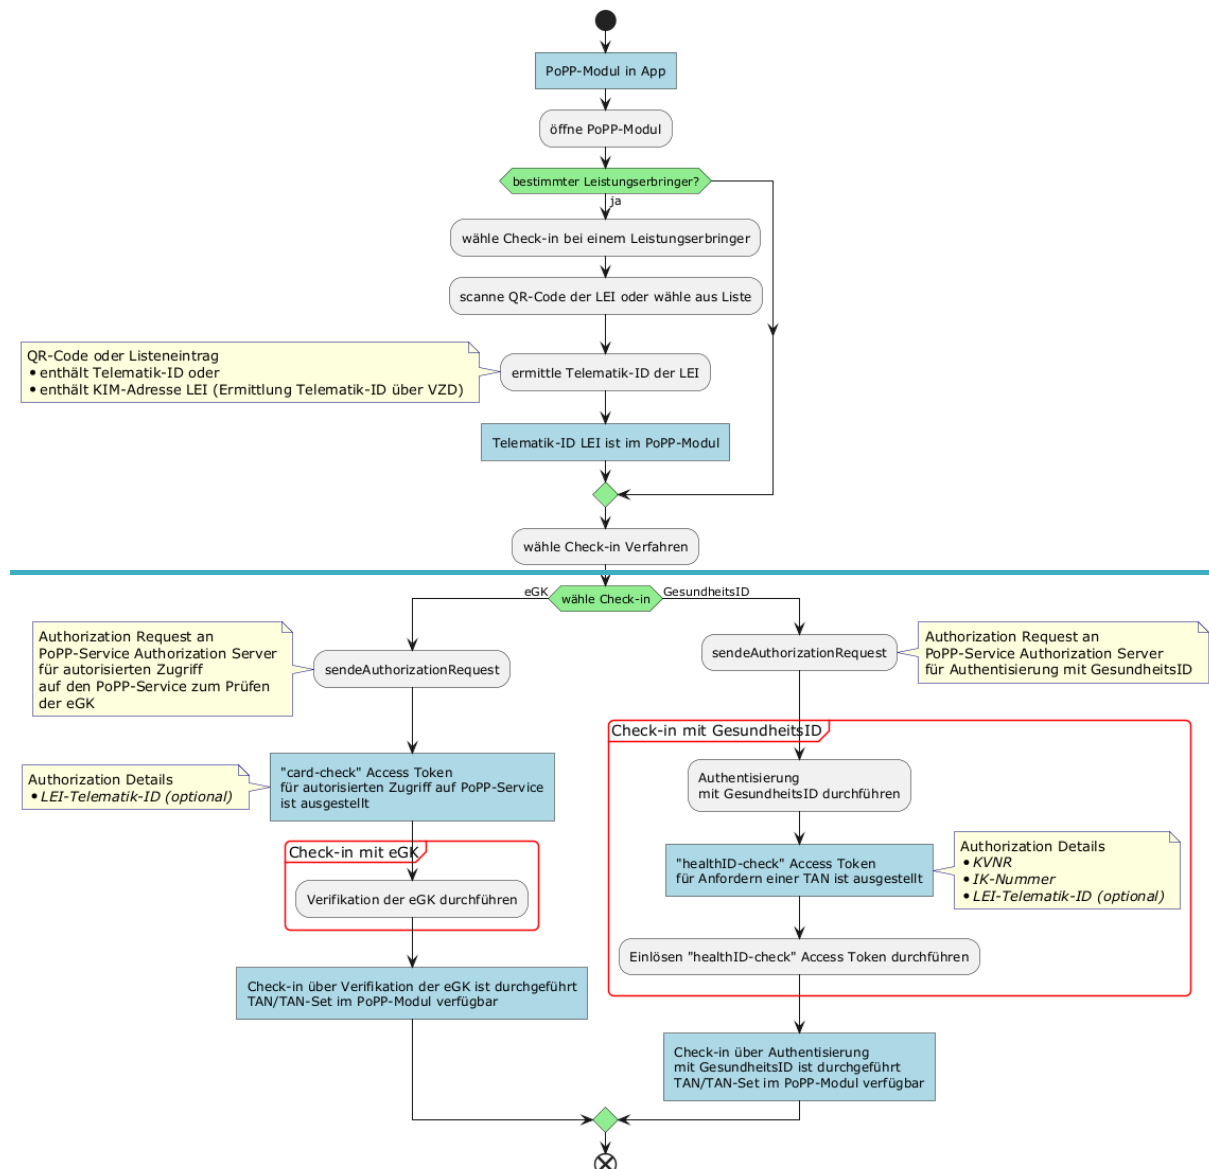 PoPP-Modul in App
öffne PoPP-Modul
bestimmter Leistungserbringer?
ja
wähle Check-in bei einem Leistungserbringer
scanne QR-Code der LEI oder wähle aus Liste
QR-Code oder Listeneintrag
• enthält Telematik-ID oder
• enthält KIM-Adresse LEI (Ermittlung Telematik-ID über VZD)
ermittle Telematik-ID der LEI
Telematik-ID LEI ist im PoPP-Modul
wähle Check-in Verfahren
eGK
wähle Check-in
GesundheitsID
Authorization Request an
PoPP-Service Authorization Server
für autorisierten Zugriff
auf den PoPP-Service zum Prüfen
der eGK
sendeAuthorizationRequest
sendeAuthorizationRequest
Authorization Request an
PoPP-Service Authorization Server
für Authentisierung mit GesundheitsID
Authorization Details
• LEI-Telematik-ID (optional)
"card-check" Access Token
für autorisierten Zugriff auf PoPP-Service
ist ausgestellt
Check-in mit eGK
Verifikation der eGK durchführen
Check-in über Verifikation der eGK ist durchgeführt
TAN/TAN-Set im PoPP-Modul verfügbar
Check-in mit GesundheitsID
Authentisierung
mit GesundheitsID durchführen
"healthID-check" Access Token
für Anfordern einer TAN ist ausgestellt
Authorization Details
• KVNR
• IK-Nummer
• LEI-Telematik-ID (optional)
Einlösen "healthID-check" Access Token durchführen
Check-in über Authentisierung
mit GesundheitsID ist durchgeführt
TAN/TAN-Set im PoPP-Modul verfügbar